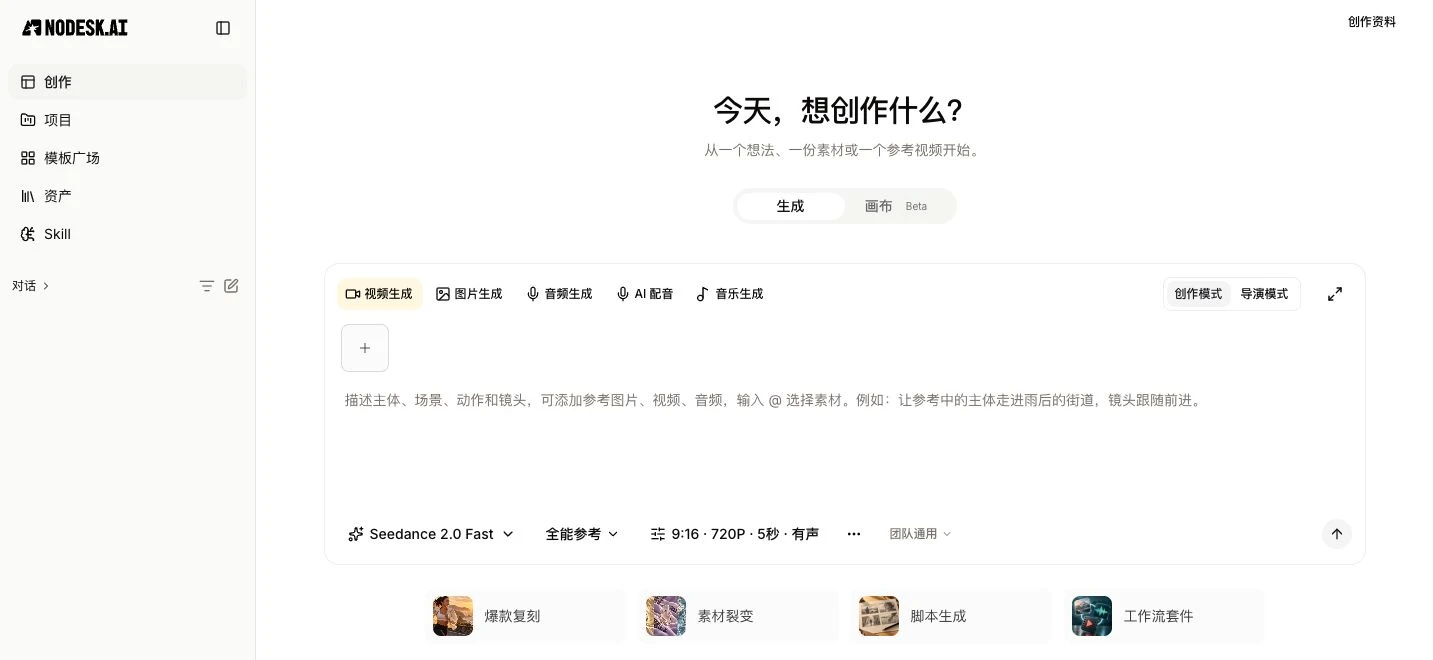 NODESK.AI
创作资料
创作
项目
模板广场
资产
Skill
对话
今天，想创作什么？
从一个想法、一份素材或一个参考视频开始。
生成
画布 Beta
视频生成 图片生成 音频生成 AI 配音 音乐生成
创作模式 导演模式
描述主体、场景、动作和镜头，可添加参考图片、视频、音频，输入 @ 选择素材。例如：让参考中的主体走进雨后的街道，镜头跟随前进。
Seedance 2.0 Fast 全能参考 9:16 · 720P · 5秒 · 有声 ··· 团队通用
爆款复刻 素材裂变 脚本生成 工作流套件